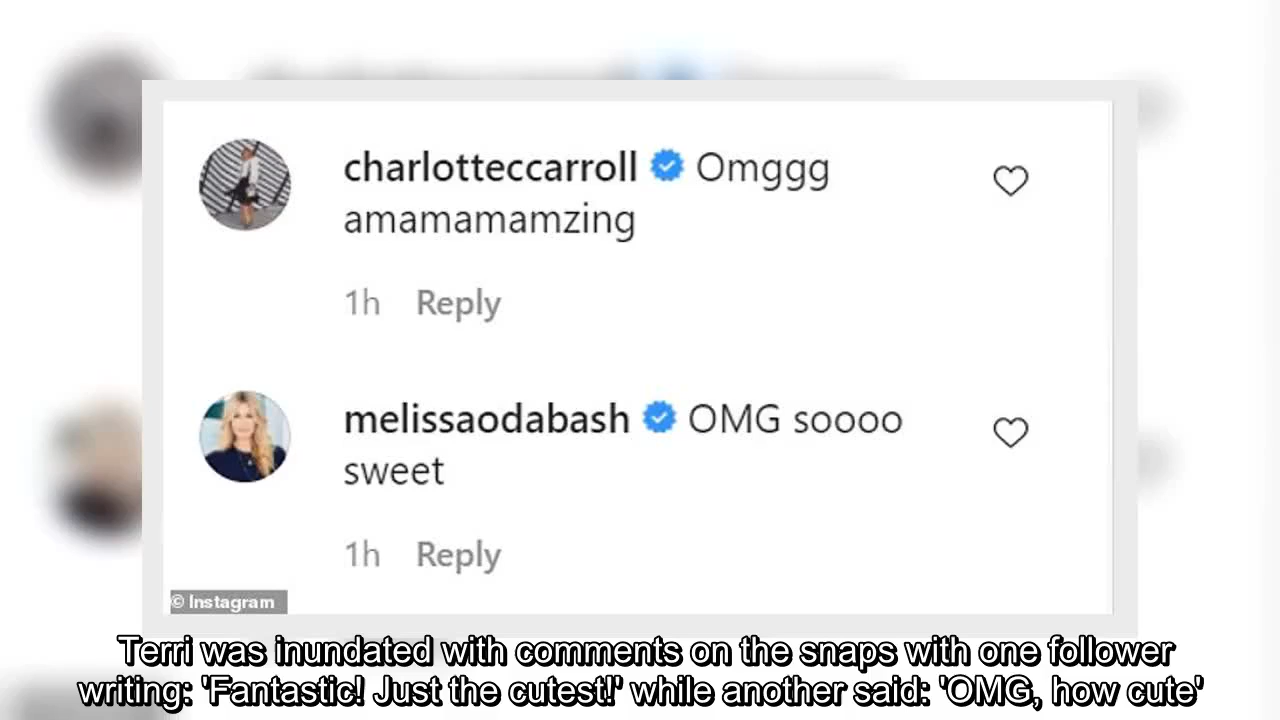 charlotteccarroll Omggg
amamamamzing
1h Reply
melissaodabash OMG soooo
sweet
1h Reply
© Instagram
Terri was inundated with comments on the snaps with one follower
writing: 'Fantastic! Just the cutest!' while another said: 'OMG, how cute'